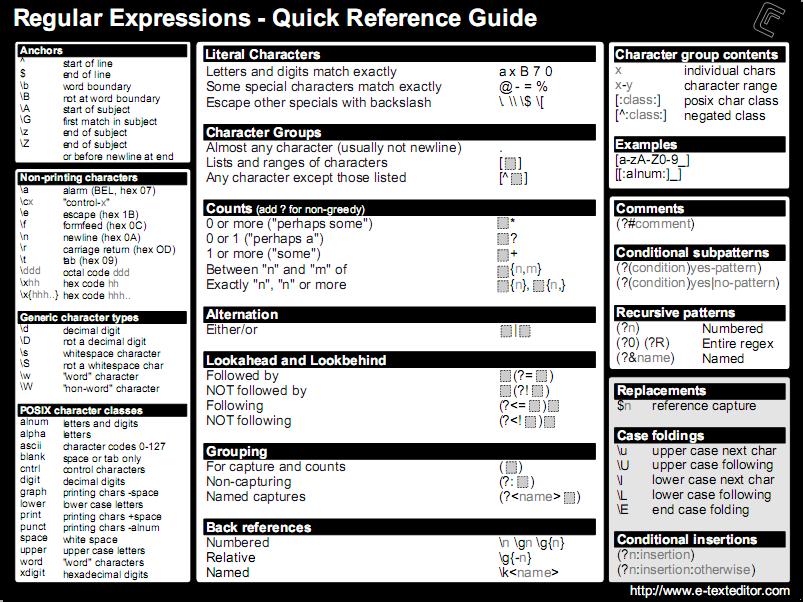 Regular Expressions - Quick Reference Guide
Anchors
^ start of line
$ end of line
\b word boundary
\B not at word boundary
\A start of subject
\G first match in subject
\z end of subject
\Z end of subject
or before newline at end
Non-printing characters
\a alarm (BEL, hex 07)
\cx "control-x"
\e escape (hex 1B)
\f formfeed (hex 0C)
\n newline (hex 0A)
\r carriage return (hex OD)
\t tab (hex 09)
\ddd octal code ddd
\xhh hex code hh
\x{hhh..} hex code hhh..
Generic character types
\d decimal digit
\D not a decimal digit
\s whitespace character
\S not a whitespace char
\w "word" character
\W "non-word" character
POSIX character classes
alnum letters and digits
alpha letters
ascii character codes 0-127
blank space or tab only
cntrl control characters
digit decimal digits
graph printing chars -space
lower lower case letters
print printing chars +space
punct printing chars -alnum
space white space
upper upper case letters
word "word" characters
xdigit hexadecimal digits
Literal Characters
Letters and digits match exactly a x B 7 0
Some special characters match exactly @ - = %
Escape other specials with backslash \. \\ \$ \[
Character Groups
Almost any character (usually not newline) .
Lists and ranges of characters [ ]
Any character except those listed [^ ]
Counts (add ? for non-greedy)
0 or more ("perhaps some") *
0 or 1 ("perhaps a") ?
1 or more ("some") +
Between "n" and "m" of {n,m}
Exactly "n", "n" or more {n}, {n,}
Alternation
Either/or |
Lookahead and Lookbehind
Followed by (?= )
NOT followed by (?! )
Following (?<= )
NOT following (?<! )
Grouping
For capture and counts ( )
Non-capturing (?: )
Named captures (?<name> )
Back references
Numbered \n \gn \g{n}
Relative \g{-n}
Named \k<name>
Character group contents
x individual chars
x-y character range
[:class:] posix char class
[^:class:] negated class
Examples
[a-zA-Z0-9_]
[[:alnum:]_]
Comments
(?#comment)
Conditional subpatterns
(?(condition)yes-pattern)
(?(condition)yes|no-pattern)
Recursive patterns
(?n) Numbered
(?0) (?R) Entire regex
(?&name) Named
Replacements
$n reference capture
Case foldings
\u upper case next char
\U upper case following
\l lower case next char
\L lower case following
\E end case folding
Conditional insertions
(?n:insertion)
(?n:insertion:otherwise)
http://www.e-texteditor.com